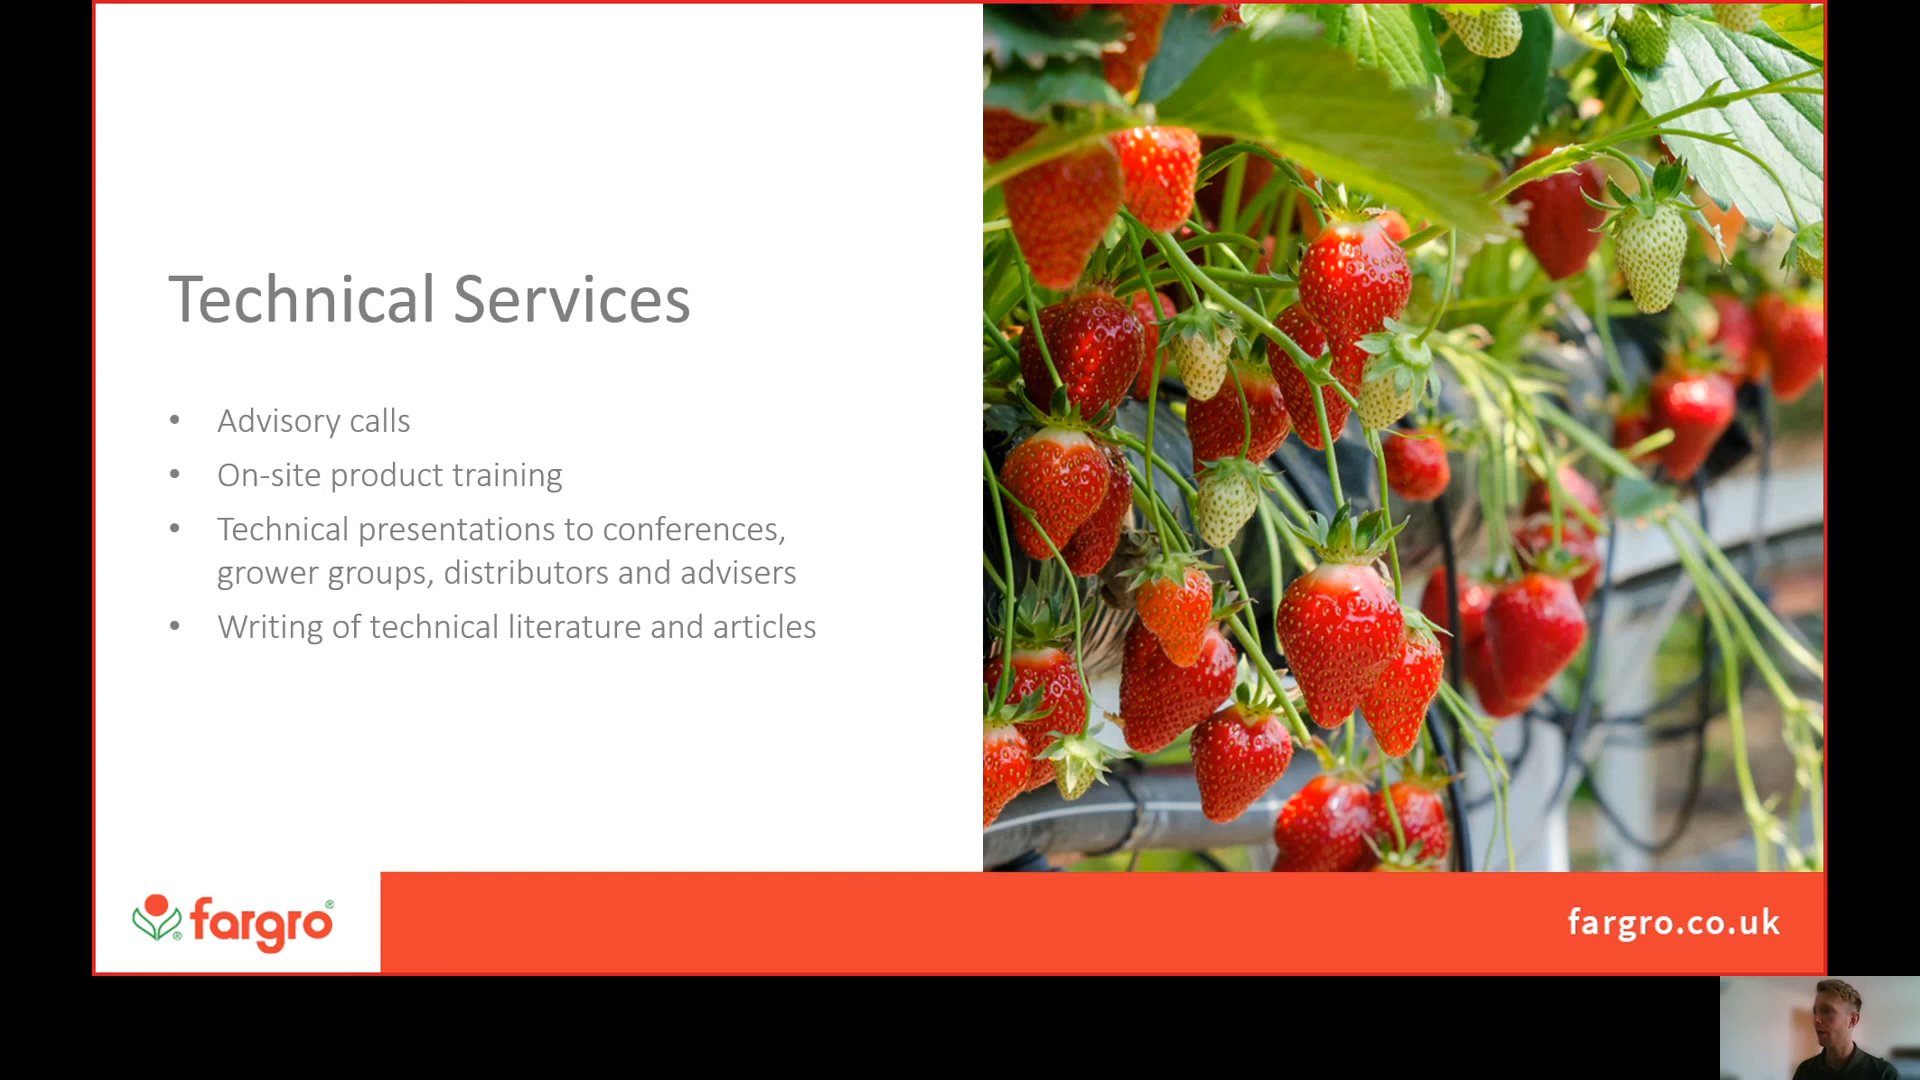 Technical Services
• Advisory calls
• On-site product training
• Technical presentations to conferences,
grower groups, distributors and advisers
• Writing of technical literature and articles
fargro®
fargro.co.uk